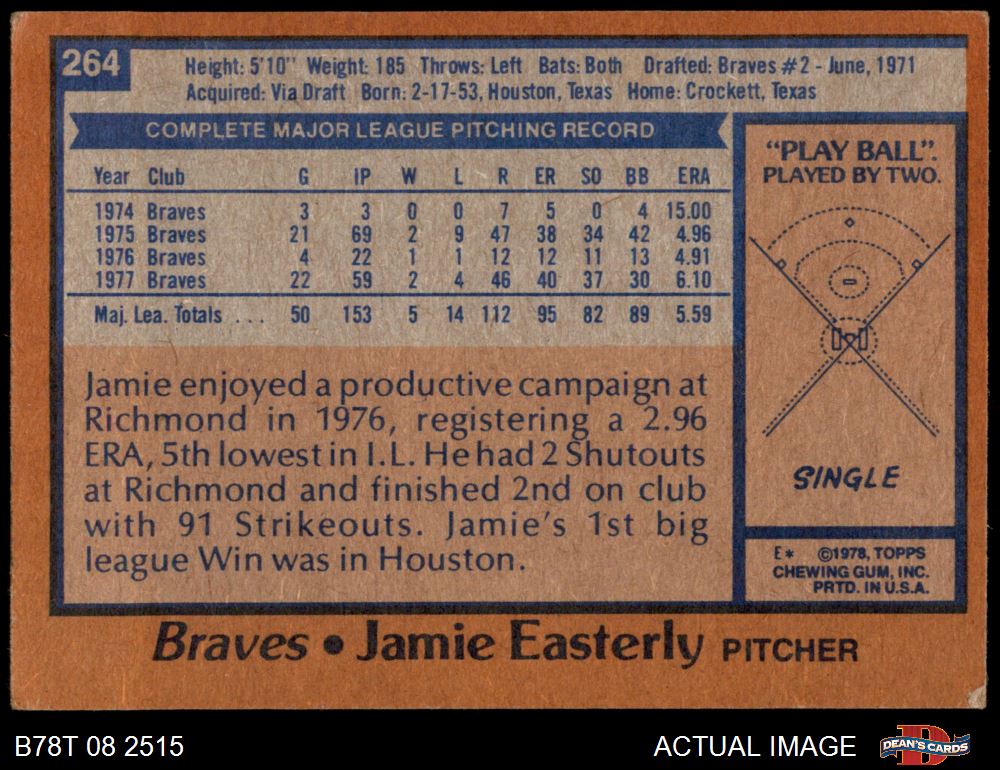 264
Height: 5'10" Weight: 185 Throws: Left Bats: Both Drafted: Braves #2 - June, 1971
Acquired: Via Draft Born: 2-17-53, Houston, Texas Home: Crockett, Texas
COMPLETE MAJOR LEAGUE PITCHING RECORD
Year Club G IP W L R ER SO BB ERA
1974 Braves 3 3 0 0 7 5 0 4 15.00
1975 Braves 21 69 2 9 47 38 34 42 4.96
1976 Braves 4 22 1 1 12 12 11 13 4.91
1977 Braves 22 59 2 4 46 40 37 30 6.10
Maj. Lea. Totals ... 50 153 5 14 112 95 82 89 5.59
Jamie enjoyed a productive campaign at
Richmond in 1976, registering a 2.96
ERA, 5th lowest in I.L. He had 2 Shutouts
at Richmond and finished 2nd on club
with 91 Strikeouts. Jamie's 1st big
league Win was in Houston.
"PLAY BALL".
PLAYED BY TWO.
SINGLE
E* ©1978, TOPPS
CHEWING GUM, INC.
PRTD. IN U.S.A.
Braves • Jamie Easterly PITCHER
B78T 08 2515
ACTUAL IMAGE
D
DEAN'S CARDS